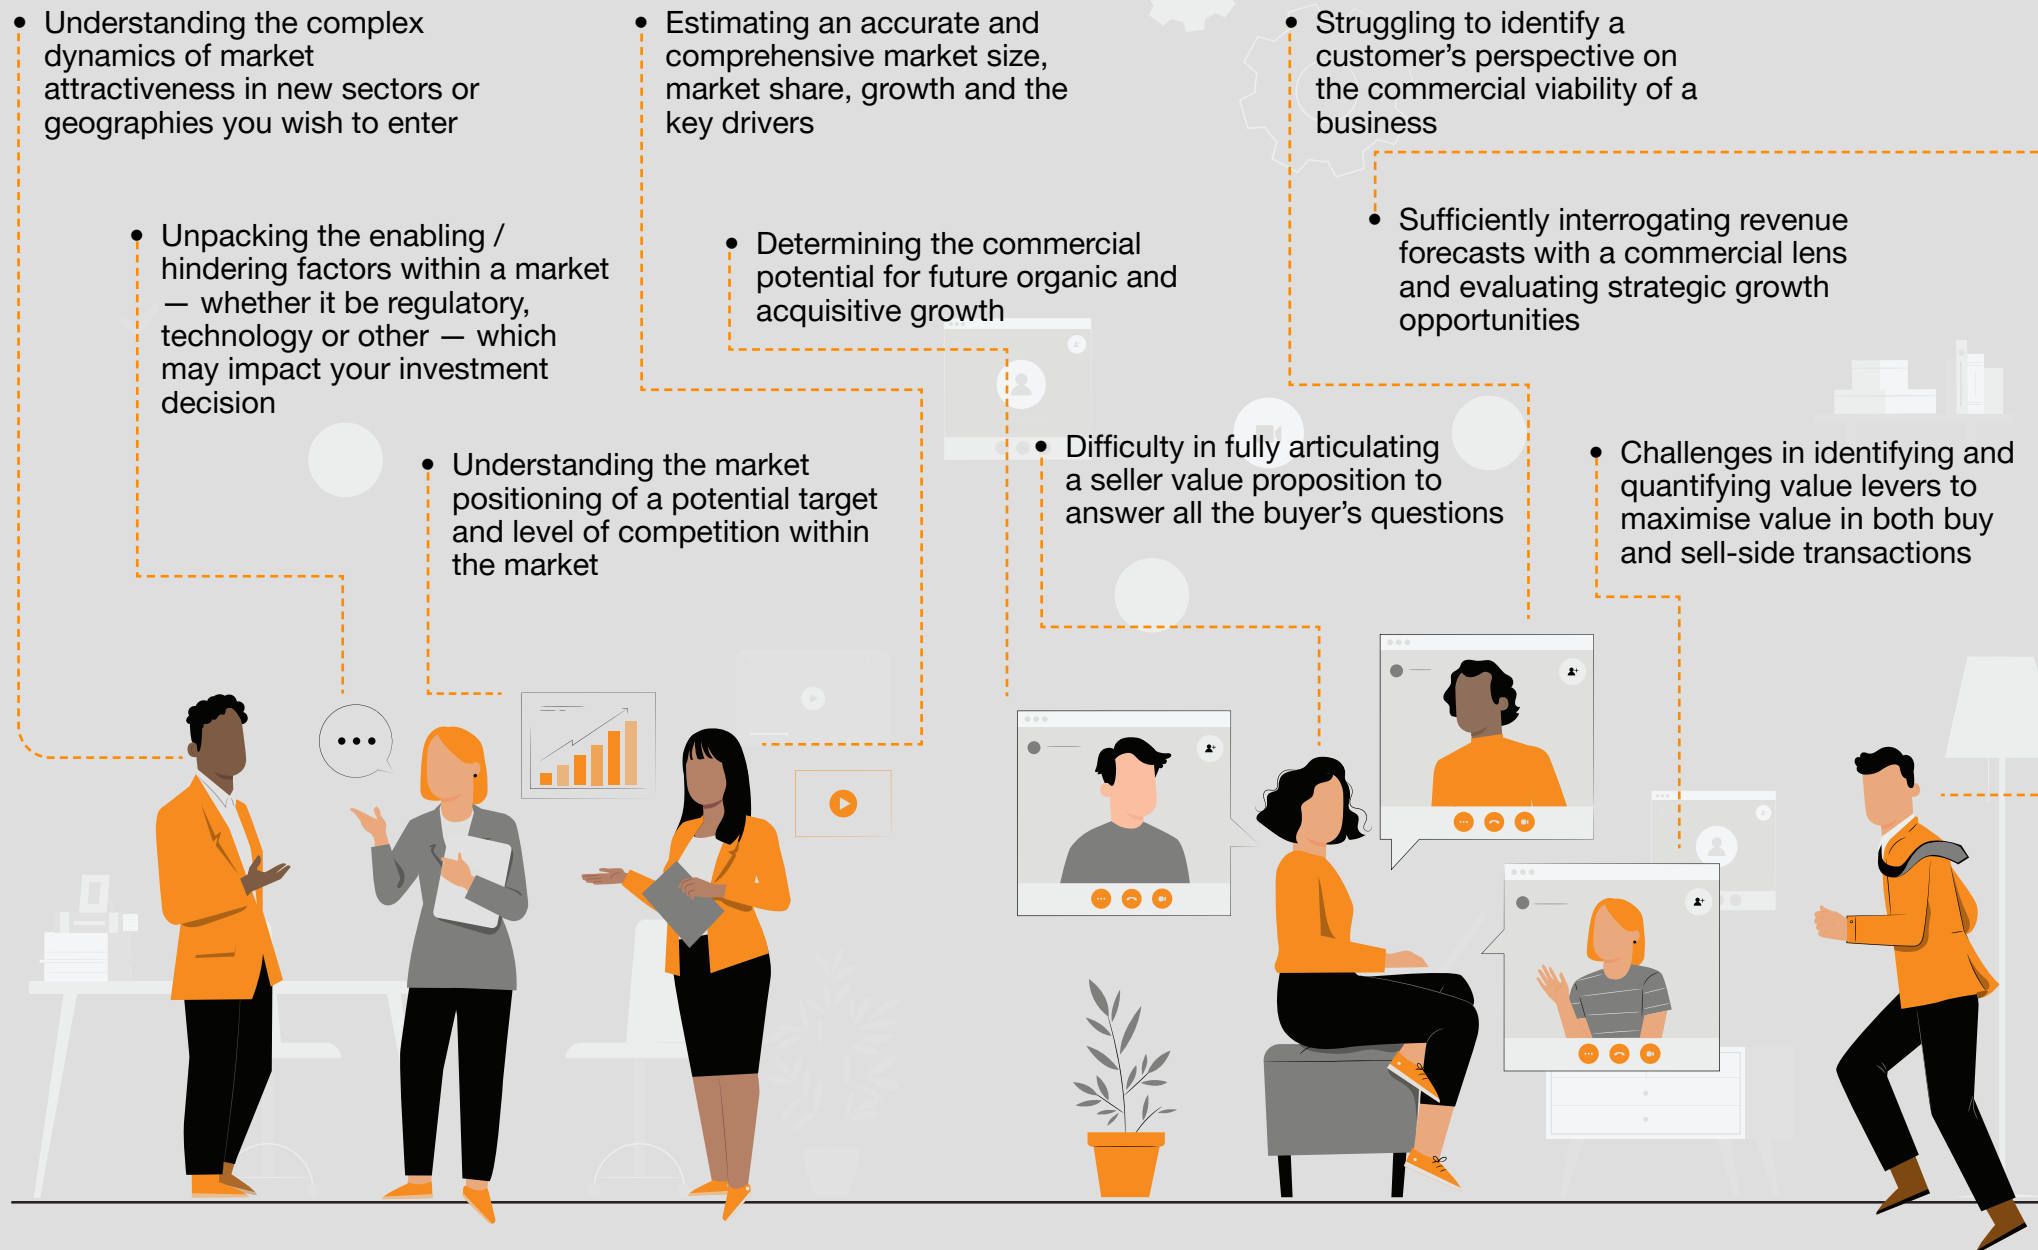 Understanding the complex
dynamics of market
attractiveness in new sectors or
geographies you wish to enter
Unpacking the enabling /
hindering factors within a market
— whether it be regulatory,
technology or other — which
may impact your investment
decision
Understanding the market
positioning of a potential target
and level of competition within
the market
Estimating an accurate and
comprehensive market size,
market share, growth and the
key drivers
Determining the commercial
potential for future organic and
acquisitive growth
Difficulty in fully articulating
a seller value proposition to
answer all the buyer’s questions
Struggling to identify a
customer’s perspective on
the commercial viability of a
business
Sufficiently interrogating revenue
forecasts with a commercial lens
and evaluating strategic growth
opportunities
Challenges in identifying and
quantifying value levers to
maximise value in both buy
and sell-side transactions